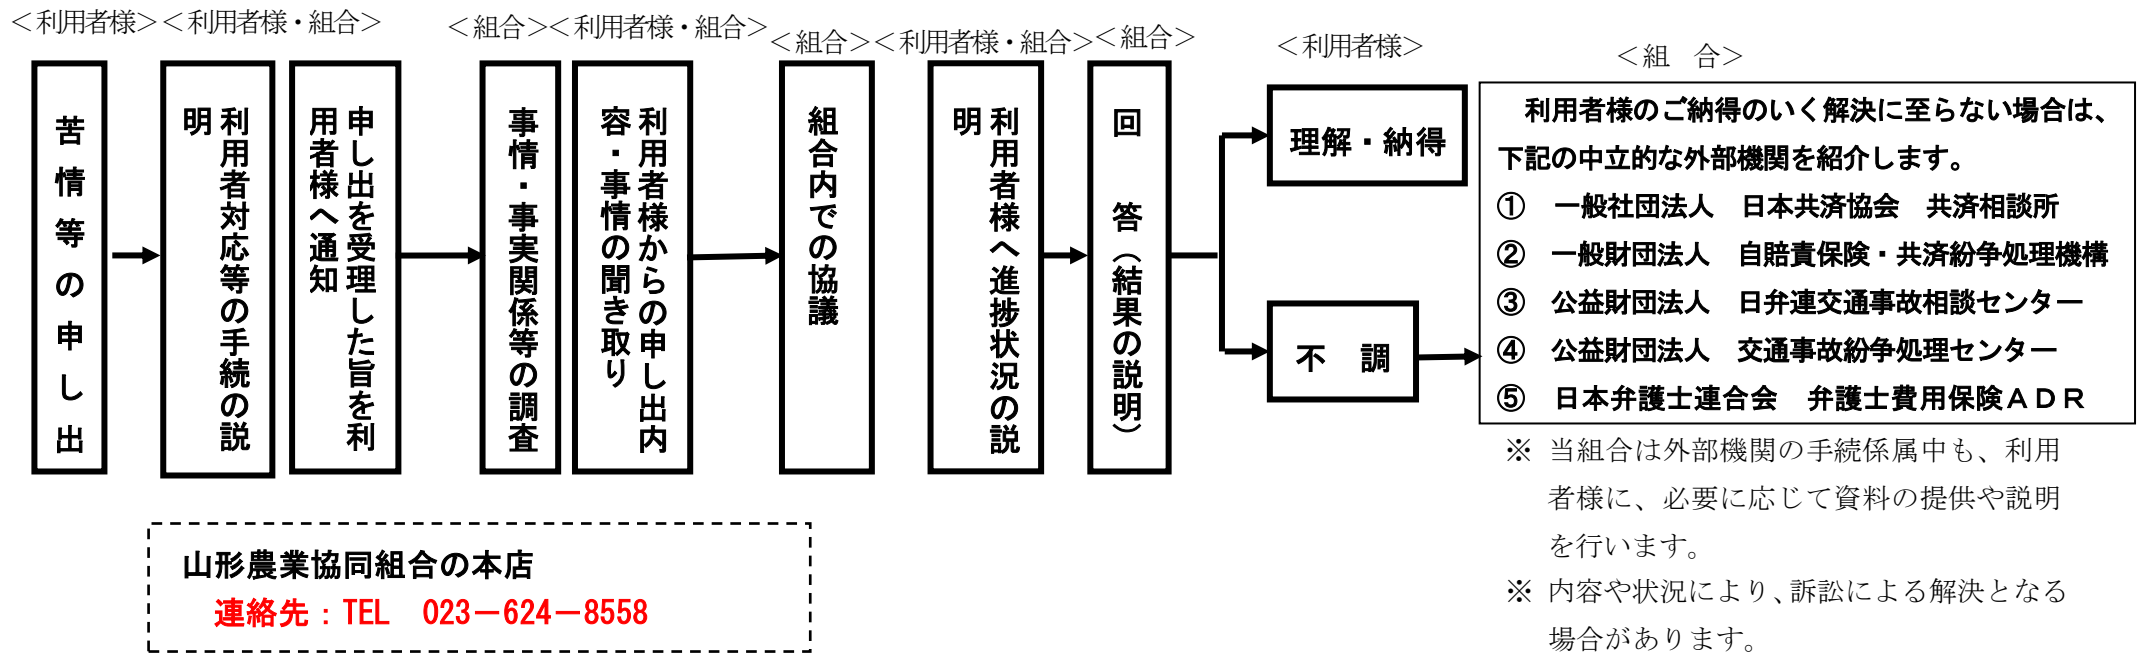 ＜利用者様＞
＜利用者様・組合＞
＜組合＞
＜利用者様・組合＞
＜組合＞
＜利用者様・組合＞
＜組合＞
＜利用者様＞
＜組　合＞
苦情等の申し出
利用者対応等の手続の説
明
申し出を受理した旨を利
用者様へ通知
事情・事実関係等の調査
利用者様からの申し出内
容・事情の聞き取り
組合内での協議
利用者様へ進捗状況の説
明
回　答（結果の説明）
理解・納得
不　調
利用者様のご納得のいく解決に至らない場合は、
下記の中立的な外部機関を紹介します。
①　一般社団法人　日本共済協会　共済相談所
②　一般財団法人　自賠責保険・共済紛争処理機構
③　公益財団法人　日弁連交通事故相談センター
④　公益財団法人　交通事故紛争処理センター
⑤　日本弁護士連合会　弁護士費用保険ＡＤＲ
※ 当組合は外部機関の手続係属中も、利用
者様に、必要に応じて資料の提供や説明
を行います。
※ 内容や状況により、訴訟による解決となる
場合があります。
山形農業協同組合の本店
連絡先：TEL　023－624－8558